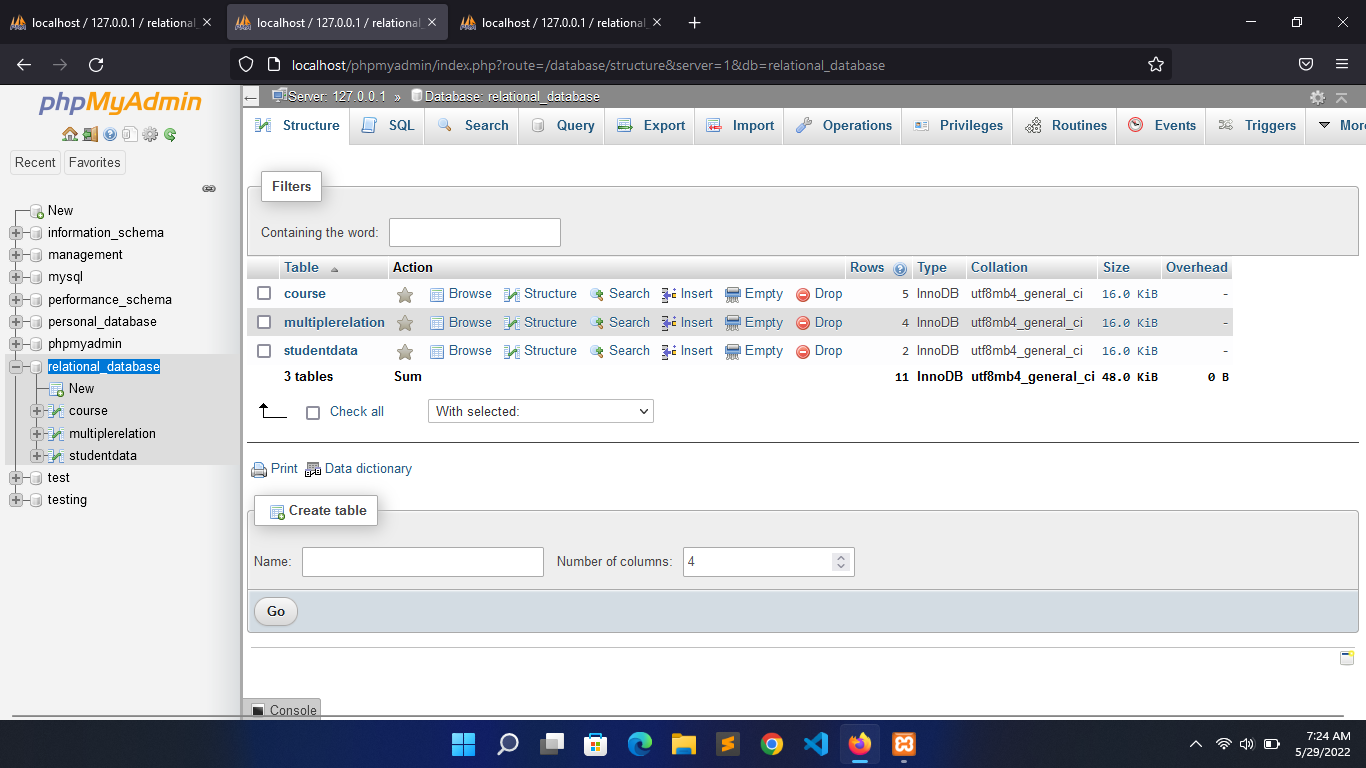 localhost / 127.0.0.1 / relational_
localhost / 127.0.0.1 / relational_
localhost / 127.0.0.1 / relational_
localhost/phpmyadmin/index.php?route=/database/structure&server=1&db=relational_database
phpMyAdmin
Recent Favorites
New
information_schema
management
mysql
performance_schema
personal_database
phpmyadmin
relational_database
New
course
multiplerelation
studentdata
test
testing
Server: 127.0.0.1 » Database: relational_database
Structure SQL Search Query Export Import Operations Privileges Routines Events Triggers More
Filters
Containing the word:
Table Action Rows Type Collation Size Overhead
course Browse Structure Search Insert Empty Drop 5 InnoDB utf8mb4_general_ci 16.0 KiB -
multiplerelation Browse Structure Search Insert Empty Drop 4 InnoDB utf8mb4_general_ci 16.0 KiB -
studentdata Browse Structure Search Insert Empty Drop 2 InnoDB utf8mb4_general_ci 16.0 KiB -
3 tables Sum 11 InnoDB utf8mb4_general_ci 48.0 KiB 0 B
Check all With selected:
Print Data dictionary
Create table
Name: Number of columns: 4
Go
Console
7:24 AM
5/29/2022